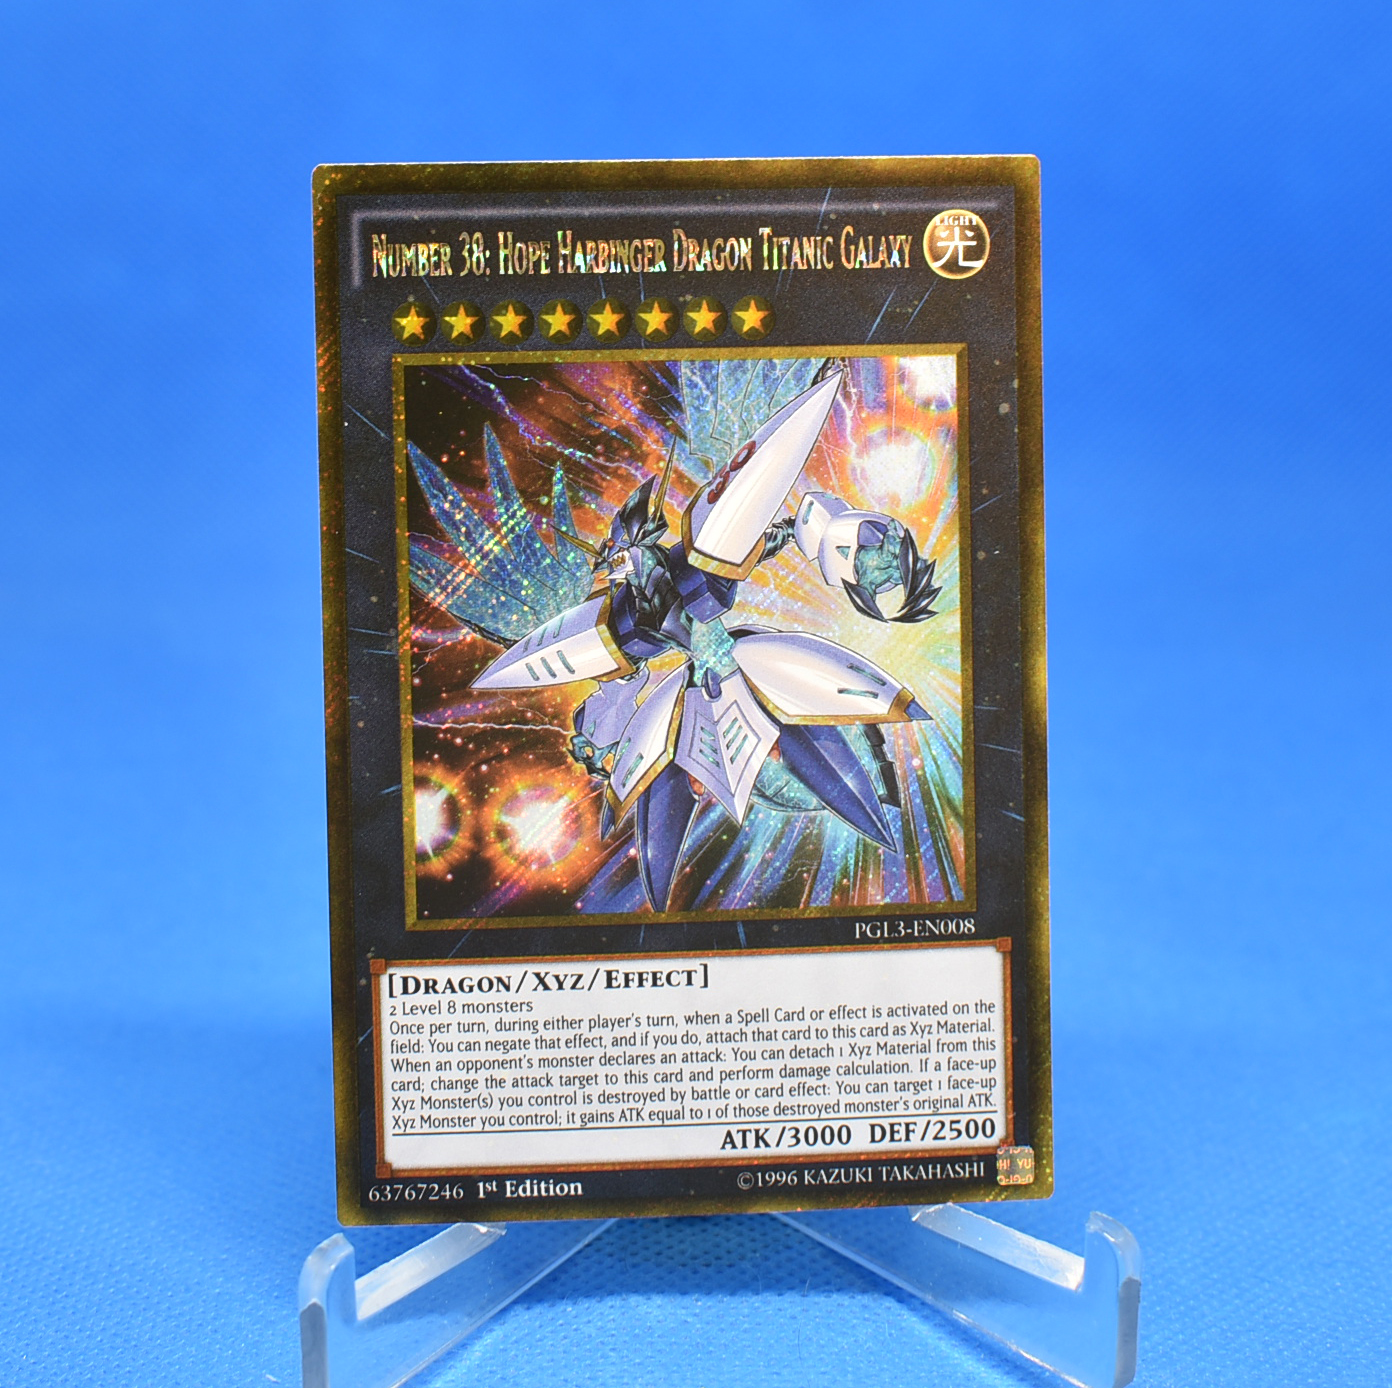 NUMBER 38: HOPE HARBINGER DRAGON TITANIC GALAXY
LIGHT
光
PGL3-EN008
[DRAGON/XYZ/EFFECT]
2 Level 8 monsters
Once per turn, during either player's turn, when a Spell Card or effect is activated on the
field: You can negate that effect, and if you do, attach that card to this card as Xyz Material.
When an opponent's monster declares an attack: You can detach 1 Xyz Material from this
card; change the attack target to this card and perform damage calculation. If a face-up
Xyz Monster(s) you control is destroyed by battle or card effect: You can target 1 face-up
Xyz Monster you control; it gains ATK equal to 1 of those destroyed monster's original ATK.
ATK/3000 DEF/2500
63767246 1st Edition
©1996 KAZUKI TAKAHASHI